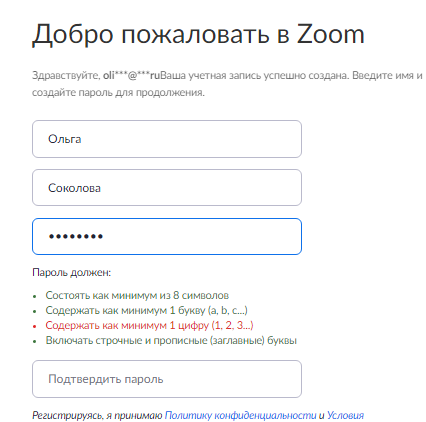 Добро пожаловать в Zoom
Здравствуйте, oli***@***ruВаша учетная запись успешно создана. Введите имя и
создайте пароль для продолжения.
Ольга
Соколова
••••••••
Пароль должен:
• Состоять как минимум из 8 символов
• Содержать как минимум 1 букву (a, b, c...)
• Содержать как минимум 1 цифру (1, 2, 3...)
• Включать строчные и прописные (заглавные) буквы
Подтвердить пароль
Регистрируясь, я принимаю Политику конфиденциальности и Условия